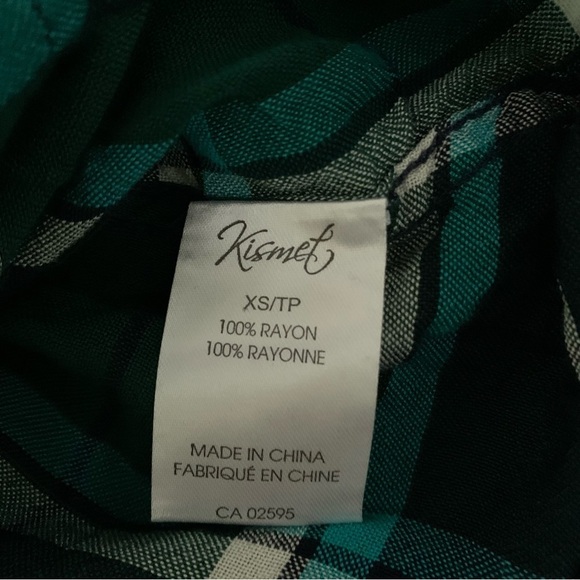 Kismet
XS/TP
100% RAYON
100% RAYONNE
MADE IN CHINA
FABRIQUÉ EN CHINE
CA 02595